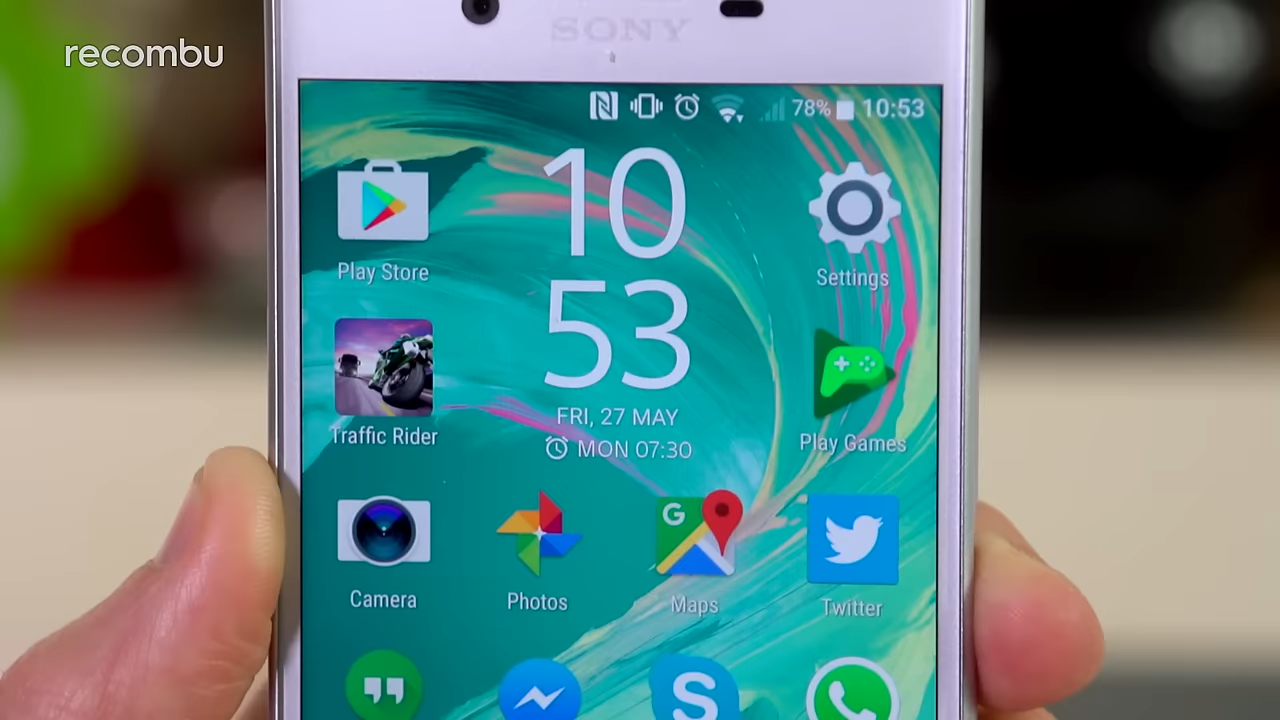 recombu
SONY
78% 10:53
10
53
FRI, 27 MAY
MON 07:30
Play Store
Settings
Traffic Rider
Play Games
Camera
Photos
G
Maps
Twitter
S